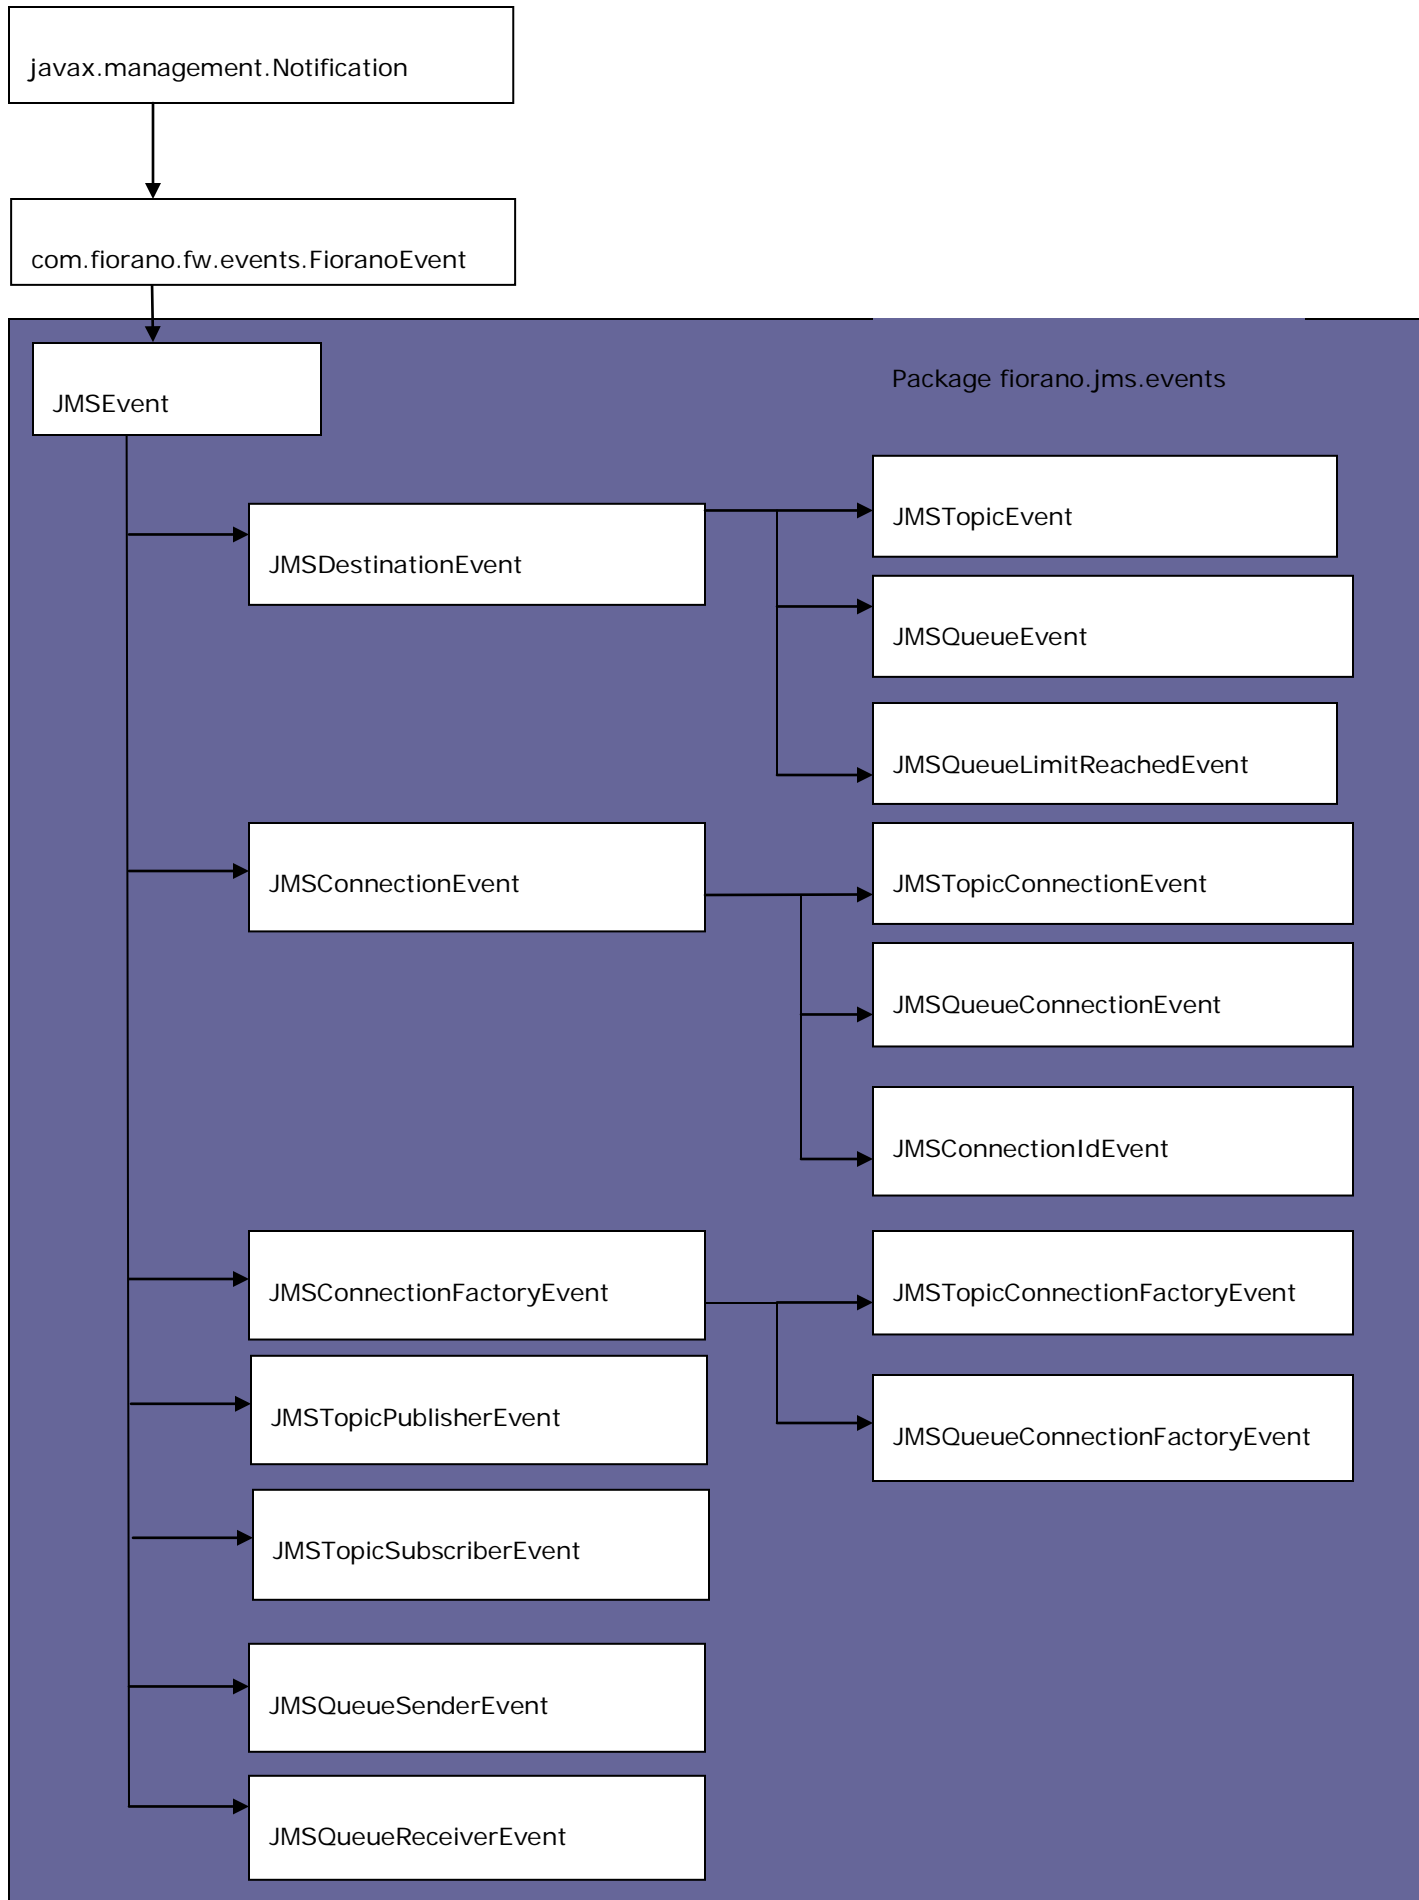 javax.management.Notification
com.fiorano.fw.events.FioranoEvent
JMSEvent
Package fiorano.jms.events
JMSDestinationEvent
JMSTopicEvent
JMSQueueEvent
JMSQueueLimitReachedEvent
JMSConnectionEvent
JMSTopicConnectionEvent
JMSQueueConnectionEvent
JMSConnectionIdEvent
JMSConnectionFactoryEvent
JMSTopicConnectionFactoryEvent
JMSQueueConnectionFactoryEvent
JMSTopicPublisherEvent
JMSTopicSubscriberEvent
JMSQueueSenderEvent
JMSQueueReceiverEvent